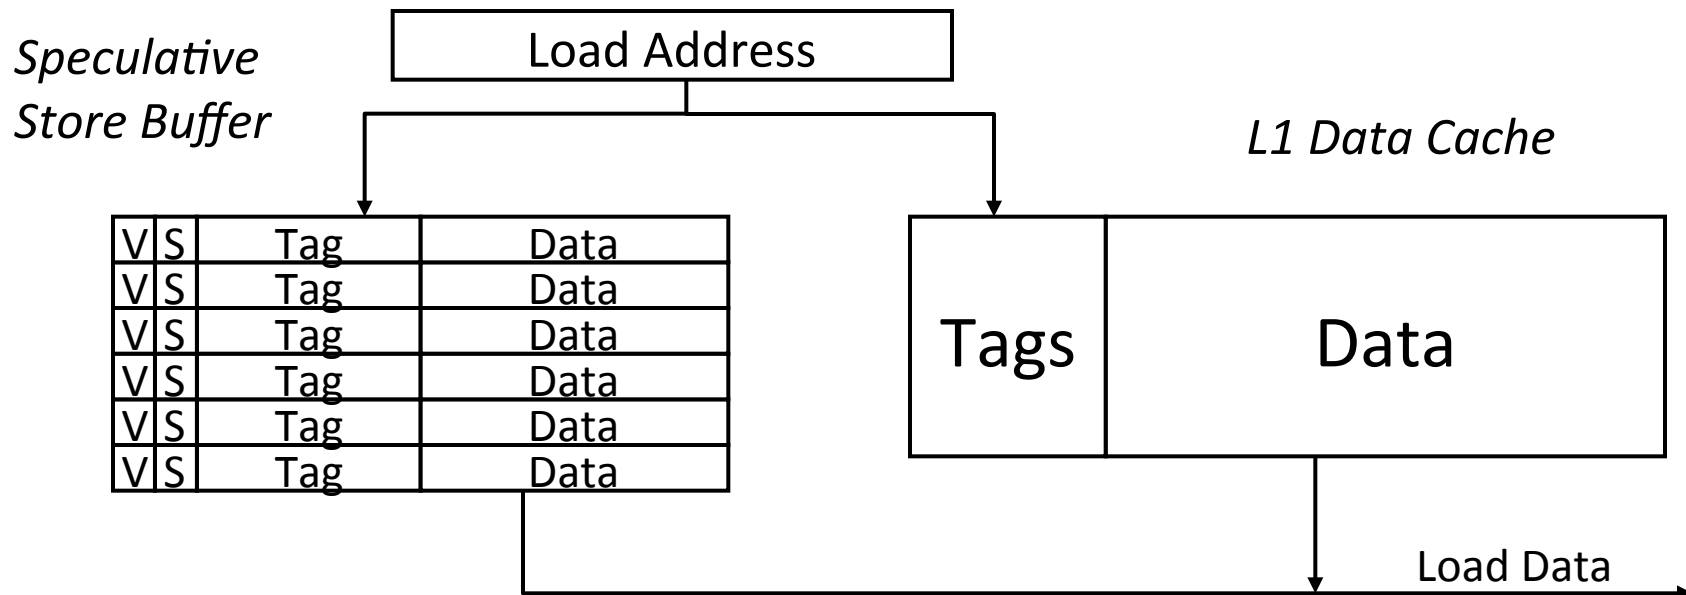 Speculative
Store Buffer
Load Address
L1 Data Cache
V S Tag Data
V S Tag Data
V S Tag Data
V S Tag Data
V S Tag Data
V S Tag Data
Tags Data
Load Data